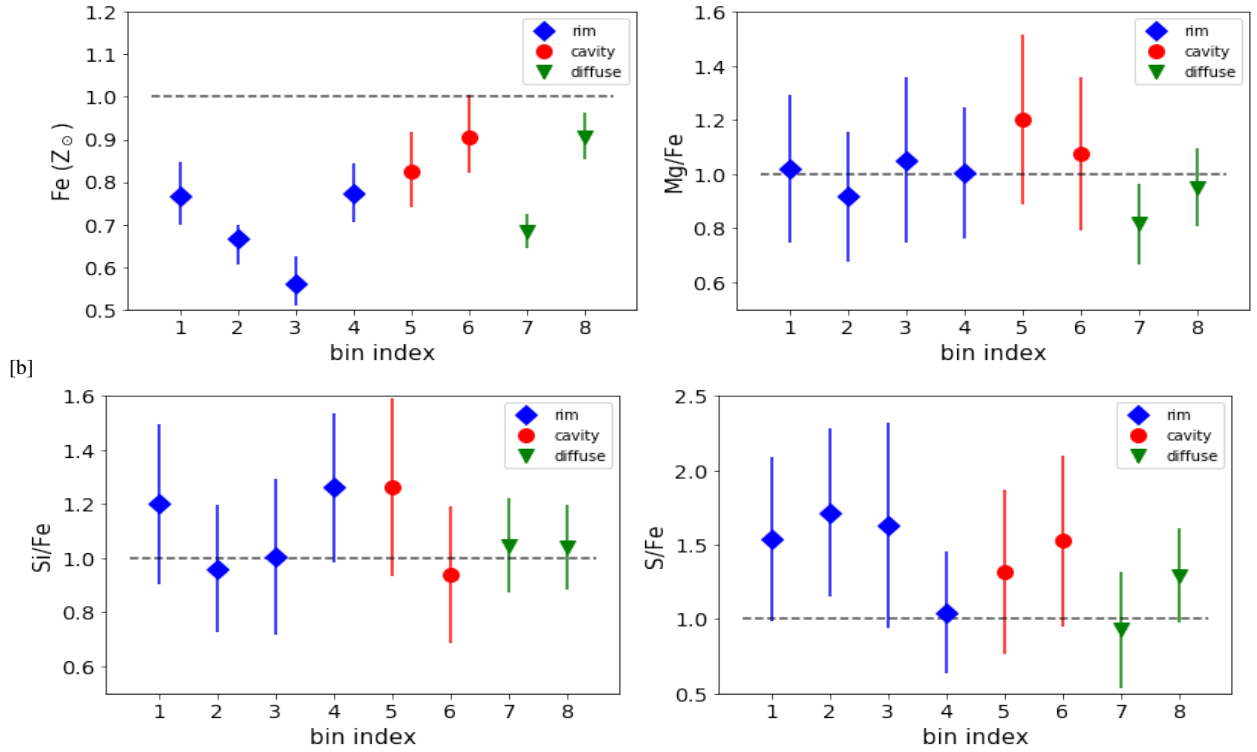 1.2
1.1
1.0
0.9
0.8
0.7
0.6
0.5
Fe (Z⊙)
rim
cavity
diffuse
1 2 3 4 5 6 7 8
bin index
1.6
1.4
1.2
1.0
0.8
0.6
Mg/Fe
rim
cavity
diffuse
1 2 3 4 5 6 7 8
bin index
[b]
1.6
1.4
1.2
1.0
0.8
0.6
Si/Fe
rim
cavity
diffuse
1 2 3 4 5 6 7 8
bin index
2.5
2.0
1.5
1.0
0.5
S/Fe
rim
cavity
diffuse
1 2 3 4 5 6 7 8
bin index